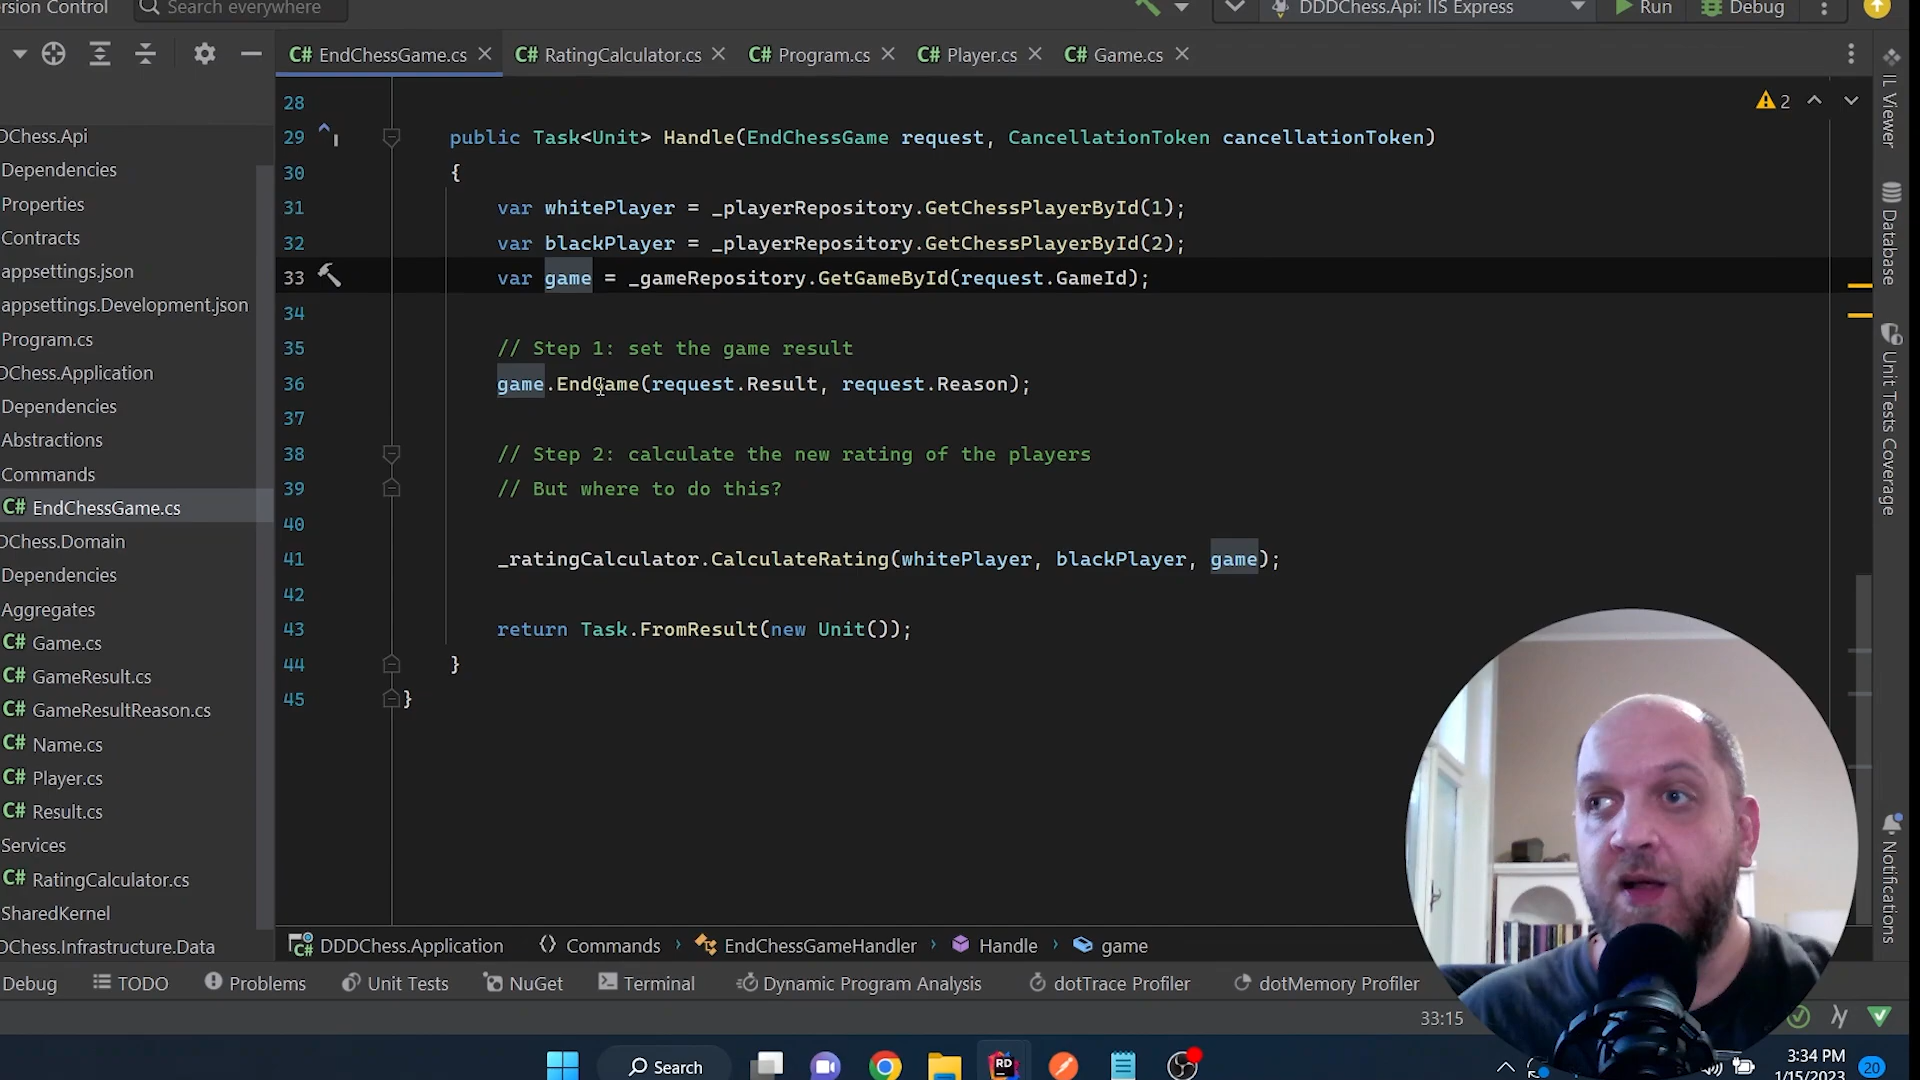 ersion Control
Search everywhere
DDDChess.Api: IIS Express
Run
Debug
C# EndChessGame.cs
C# RatingCalculator.cs
C# Program.cs
C# Player.cs
C# Game.cs
DChess.Api
Dependencies
Properties
Contracts
appsettings.json
appsettings.Development.json
Program.cs
DChess.Application
Dependencies
Abstractions
Commands
C# EndChessGame.cs
DChess.Domain
Dependencies
Aggregates
C# Game.cs
C# GameResult.cs
C# GameResultReason.cs
C# Name.cs
C# Player.cs
C# Result.cs
Services
C# RatingCalculator.cs
SharedKernel
DChess.Infrastructure.Data
28
29 public Task<Unit> Handle(EndChessGame request, CancellationToken cancellationToken)
30 {
31 var whitePlayer = _playerRepository.GetChessPlayerById(1);
32 var blackPlayer = _playerRepository.GetChessPlayerById(2);
33 var game = _gameRepository.GetGameById(request.GameId);
34
35 // Step 1: set the game result
36 game.EndGame(request.Result, request.Reason);
37
38 // Step 2: calculate the new rating of the players
39 // But where to do this?
40
41 _ratingCalculator.CalculateRating(whitePlayer, blackPlayer, game);
42
43 return Task.FromResult(new Unit());
44 }
45 }
2
IL Viewer
Database
Unit Tests Coverage
Notifications
DDDChess.Application
Commands
EndChessGameHandler
Handle
game
Debug
TODO
Problems
Unit Tests
NuGet
Terminal
Dynamic Program Analysis
dotTrace Profiler
dotMemory Profiler
33:15
Search
RD
3:34 PM
1/15/2023
20